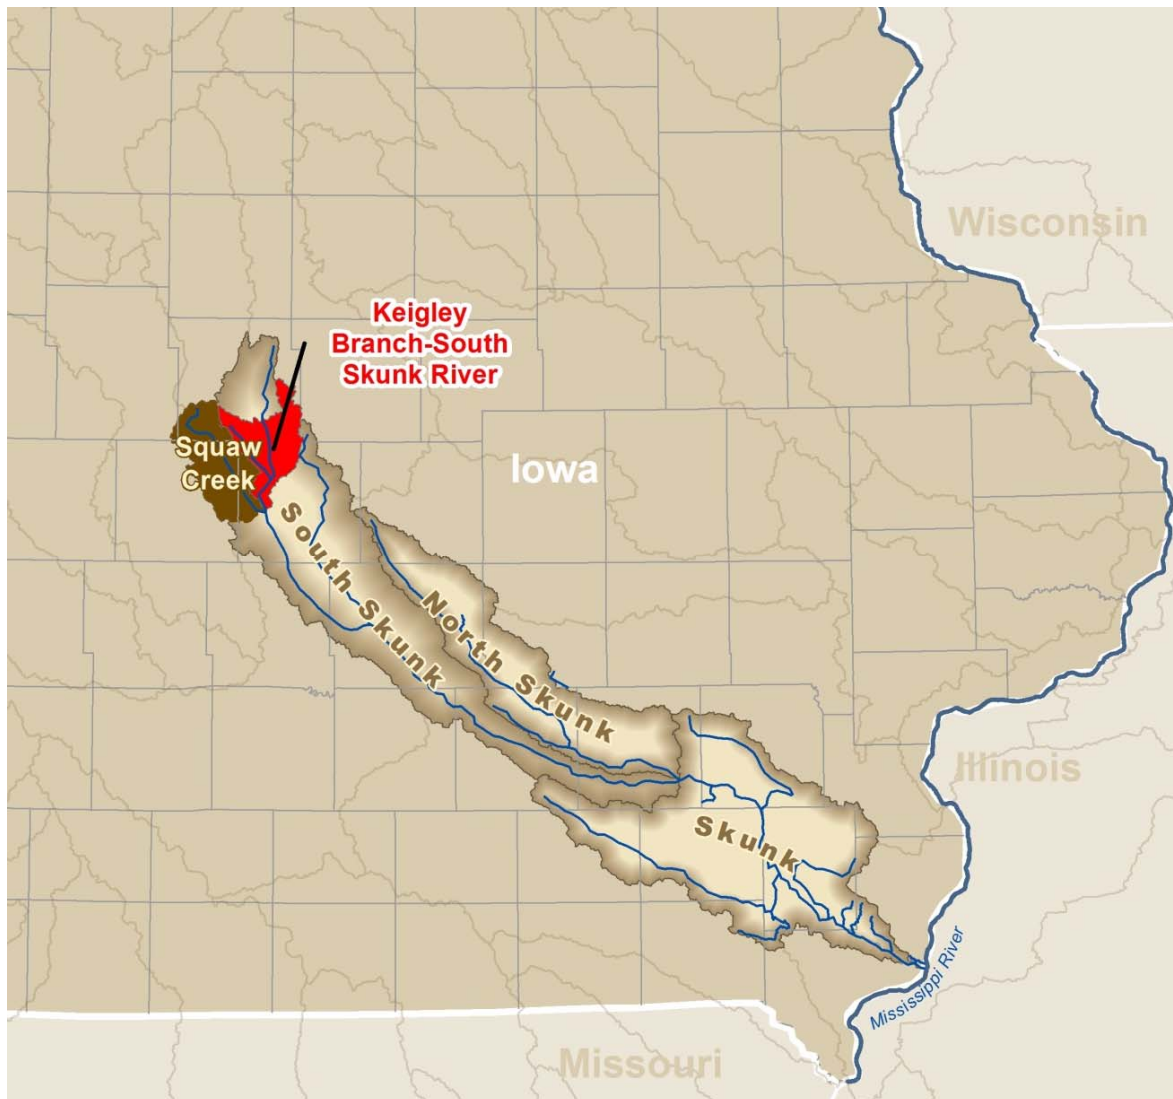 Wisconsin
Keigley
Branch-South
Skunk River
Squaw
Creek
Iowa
South Skunk
North Skunk
Illinois
Skunk
Mississippi River
Missouri